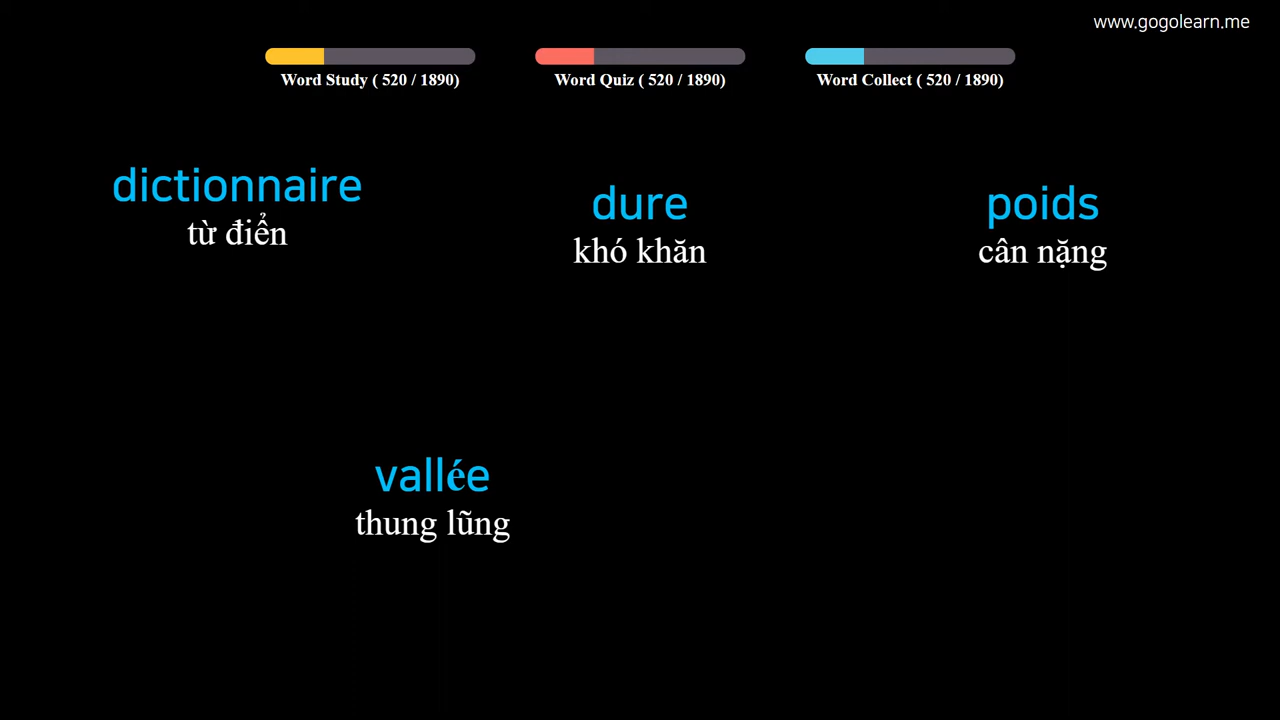 www.gogolearn.me
Word Study ( 520 / 1890)
Word Quiz ( 520 / 1890)
Word Collect ( 520 / 1890)
dictionnaire
từ điển
dure
khó khăn
poids
cân nặng
vallée
thung lũng